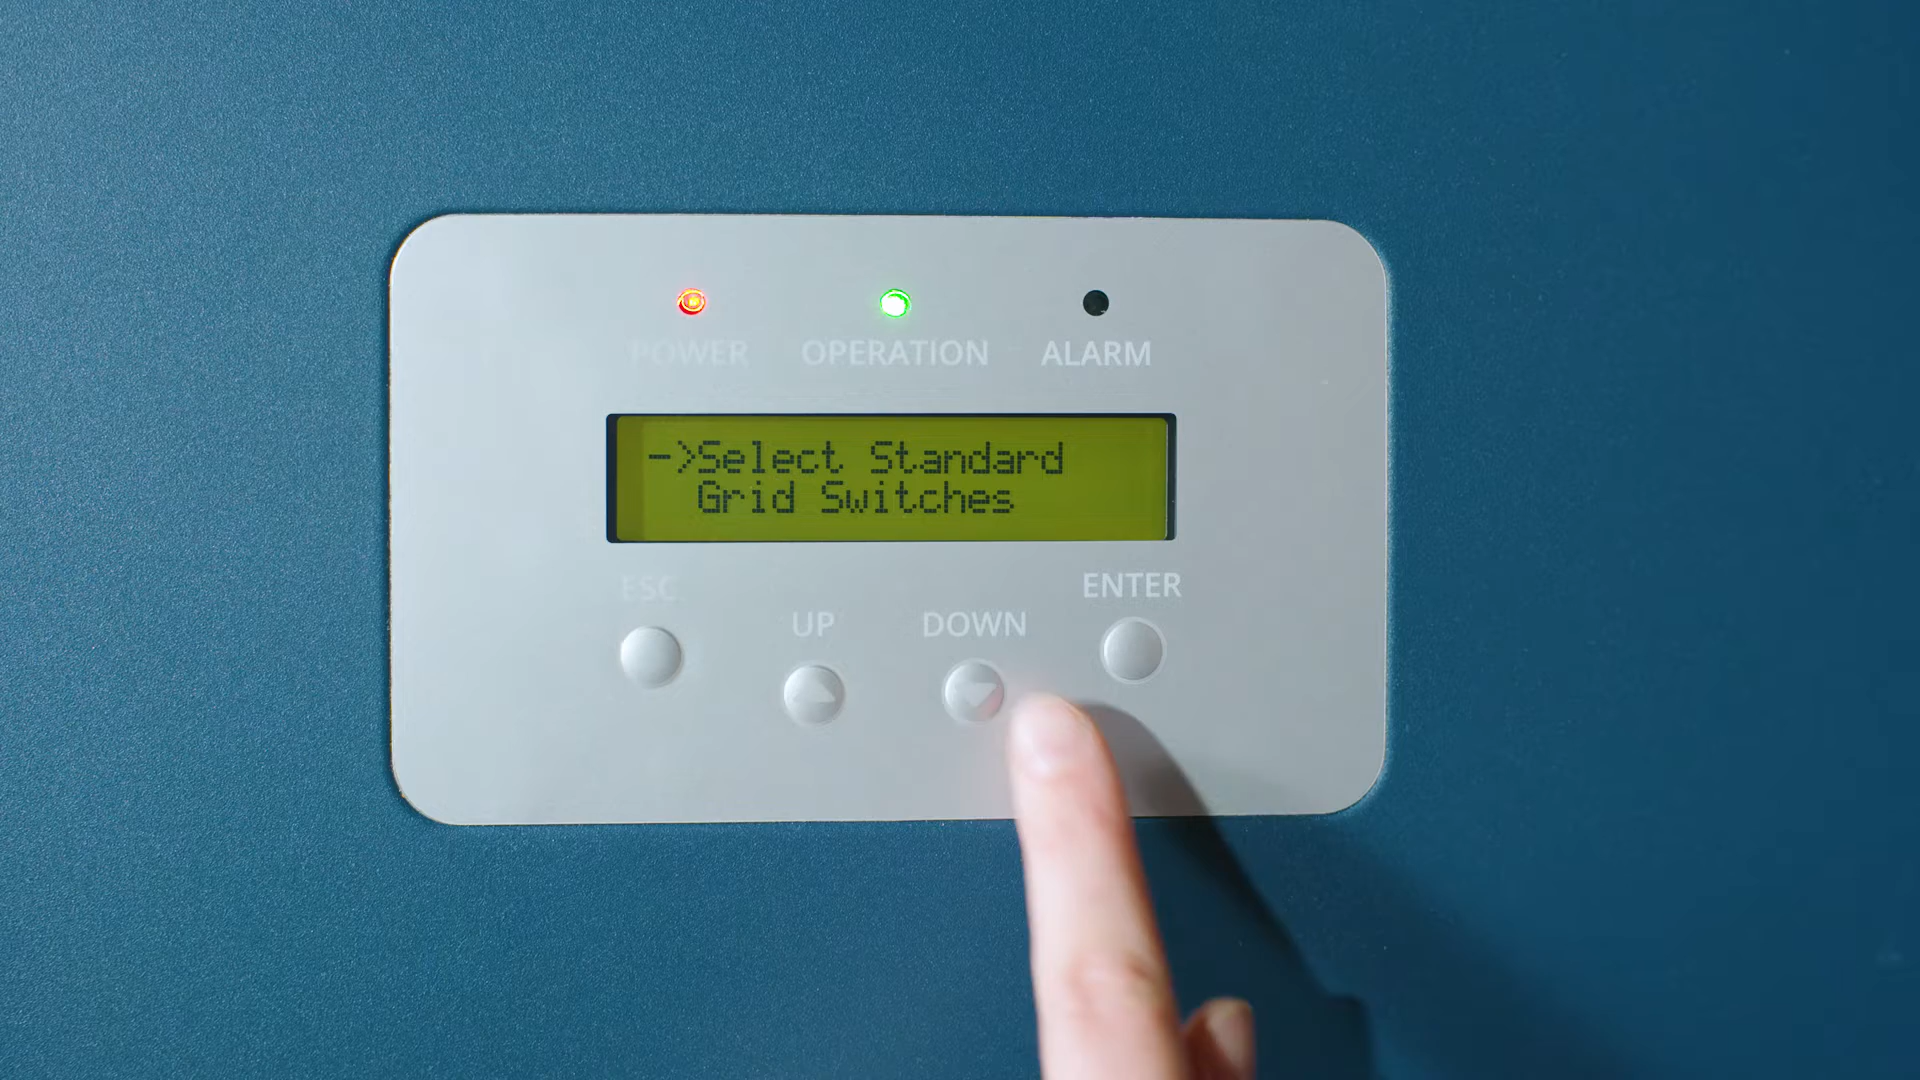 POWER OPERATION ALARM
->Select Standard
Grid Switches
ESC UP DOWN ENTER